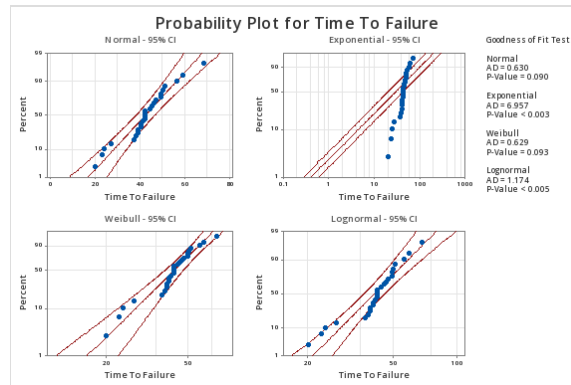 Probability Plot for Time To Failure
Normal - 95% CI
99
90
50
10
1
Percent
0
20
40
60
80
Time To Failure
Exponential - 95% CI
99
90
50
10
1
Percent
0.1
1
10
100
1000
Time To Failure
Weibull - 95% CI
99
90
50
10
1
Percent
20
50
Time To Failure
Lognormal - 95% CI
99
90
50
10
1
Percent
20
50
100
Time To Failure
Goodness of Fit Test
Normal
AD = 0.630
P-Value = 0.090
Exponential
AD = 6.957
P-Value < 0.003
Weibull
AD = 0.629
P-Value = 0.093
Lognormal
AD = 1.174
P-Value < 0.005